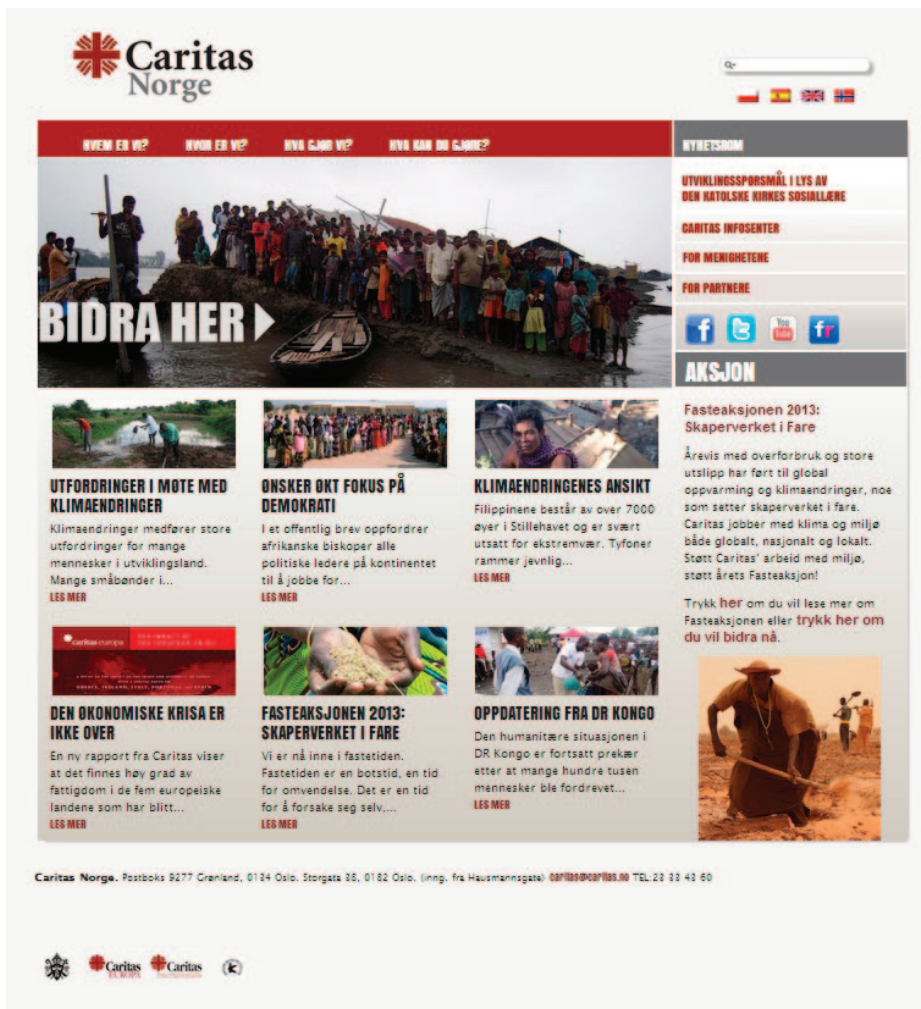 Caritas
Norge
HVEM ER VI? HVOR ER VI? HVA GJØR VI? HVA KAN DU GJØRE?
BIDRA HER
NYHETSROM
UTVIKLINGSSPØRSMÅL I LYS AV
DEN KATOLSKE KIRKES SOSIALLÆRE
CARITAS INFOSENTER
FOR MENIGHETENE
FOR PARTNERE
f
You
Tube
fr
AKSJON
UTFORDRINGER I MØTE MED
KLIMAENDRINGER
Klimaendringer medfører store
utfordringer for mange
mennesker i utviklingsland.
Mange småbønder i...
LES MER
ØNSKER ØKT FOKUS PÅ
DEMOKRATI
I et offentlig brev oppfordrer
afrikanske biskoper alle
politiske ledere på kontinentet
til å jobbe for...
LES MER
KLIMAENDRINGENES ANSIKT
Filippinene består av over 7000
øyer i Stillehavet og er svært
utsatt for ekstremvær. Tyfoner
rammer jevnlig...
LES MER
caritas europa
GREECE, IRELAND, ITALY, PORTUGAL
DEN ØKONOMISKE KRISA ER
IKKE OVER
En ny rapport fra Caritas viser
at det finnes høy grad av
fattigdom i de fem europeiske
landene som har blitt...
LES MER
FASTEAKSJONEN 2013:
SKAPERVERKET I FARE
Vi er nå inne i fastetiden.
Fastetiden er en botstid, en tid
for omvendelse. Det er en tid
for å forsake seg selv,...
LES MER
OPPDATERING FRA DR KONGO
Den humanitære situasjonen i
DR Kongo er fortsatt prekær
etter at mange hundre tusen
mennesker ble fordrevet...
LES MER
Fasteaksjonen 2013:
Skaperverket i Fare
Årevis med overforbruk og store
utslipp har ført til global
oppvarming og klimaendringer, noe
som setter skaperverket i fare.
Caritas jobber med klima og miljø
både globalt, nasjonalt og lokalt.
Støtt Caritas' arbeid med miljø,
støtt årets Fasteaksjon!
Trykk her om du vil lese mer om
Fasteaksjonen eller trykk her om
du vil bidra nå.
Caritas Norge. Postboks 9277 Grønland, 0134 Oslo. Storgata 38, 0182 Oslo. (inng. fra Hausmannsgate) caritas@caritas.no TEL:23 33 43 60
Caritas
EUROPA
Caritas
K